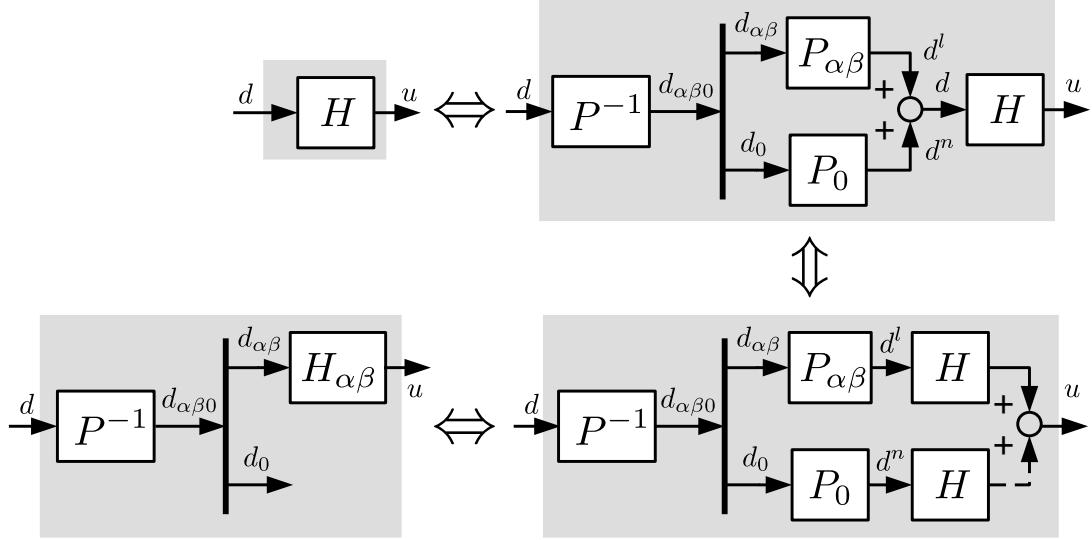 d H u
d P⁻¹ d_{αβ0} d_{αβ} P_{αβ} d^l + d H u
d_0 P_0 d^n +
d P⁻¹ d_{αβ0} d_{αβ} H_{αβ} u
d_0
d P⁻¹ d_{αβ0} d_{αβ} P_{αβ} d^l H + u
d_0 P_0 d^n H +